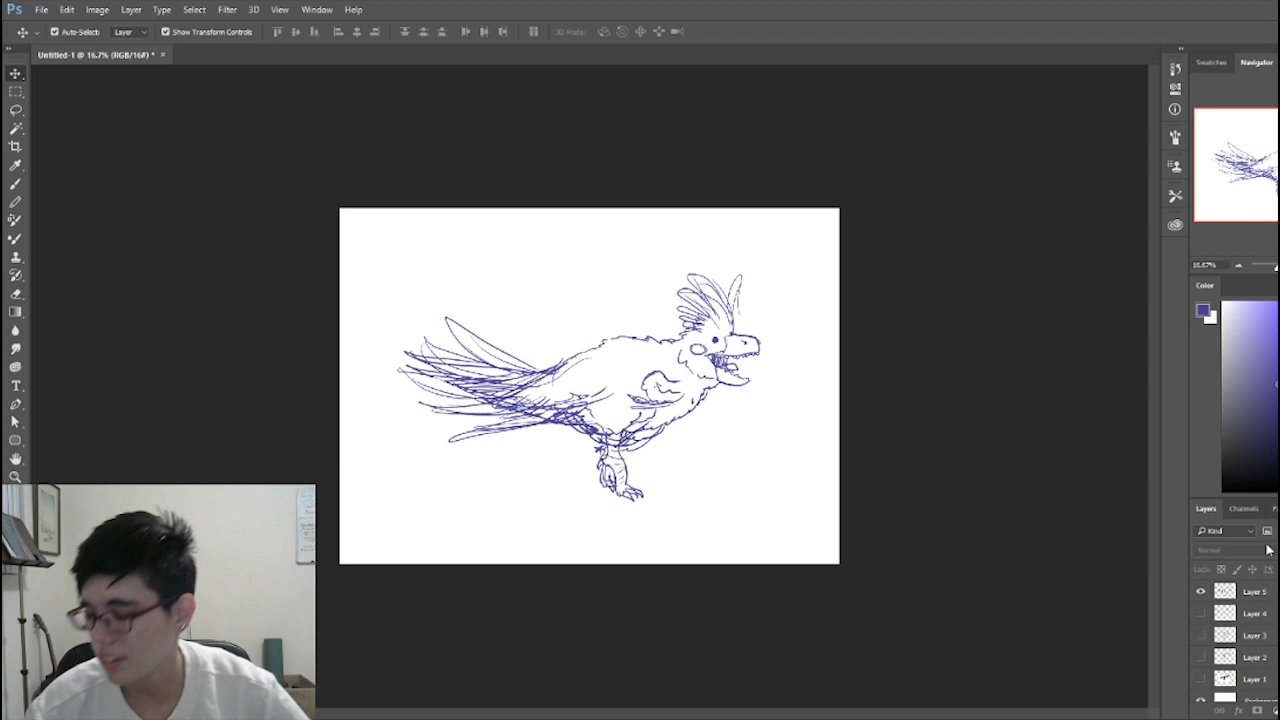 Ps File Edit Image Layer Type Select Filter 3D View Window Help
Auto-Select: Layer Show Transform Controls 3D Mode:
Untitled-1 @ 16.7% (RGB/16#) * ×
Swatches Navigator
16.67%
Color
Layers Channels P
Kind
Normal
Lock:
Layer 5
Layer 4
Layer 3
Layer 2
Layer 1